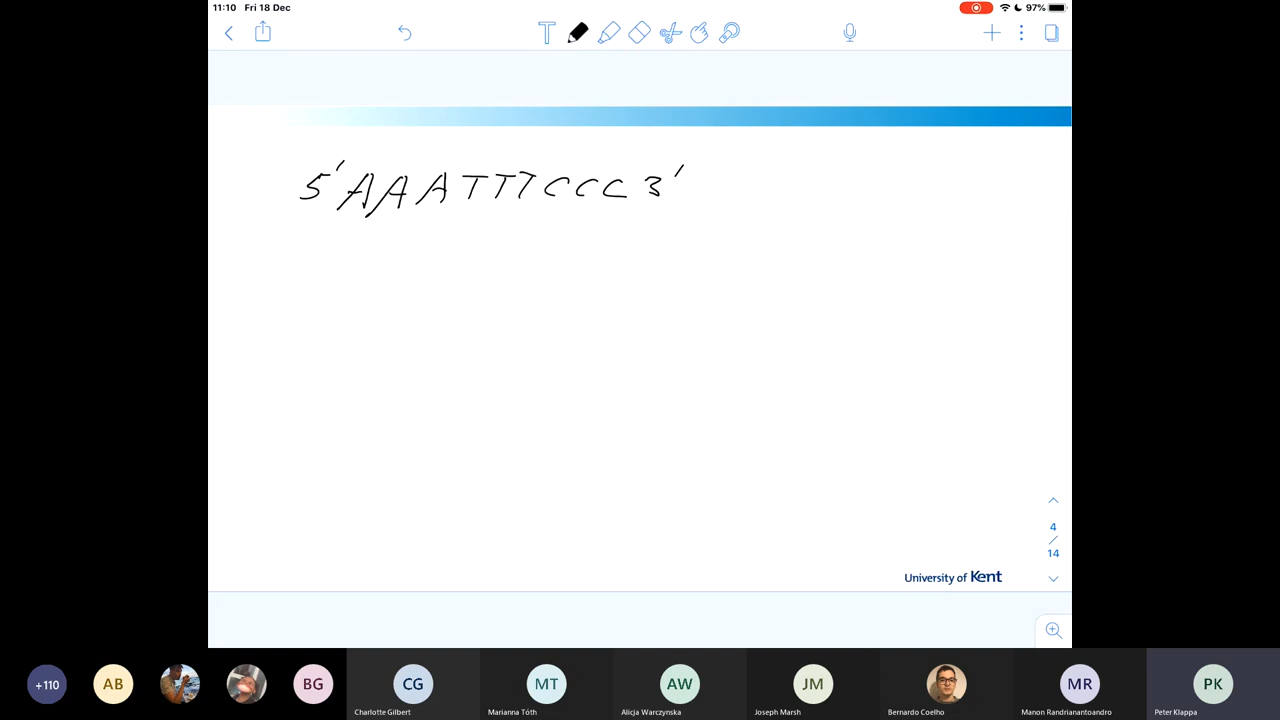 11:10 Fri 18 Dec 97%
T
5'AAATTTCCC3'
4
/
14
University of Kent
+110 AB BG CG MT AW JM MR PK
Charlotte Gilbert Marianna Tóth Alicja Warczynska Joseph Marsh Bernardo Coelho Manon Randrianantoandro Peter Klappa